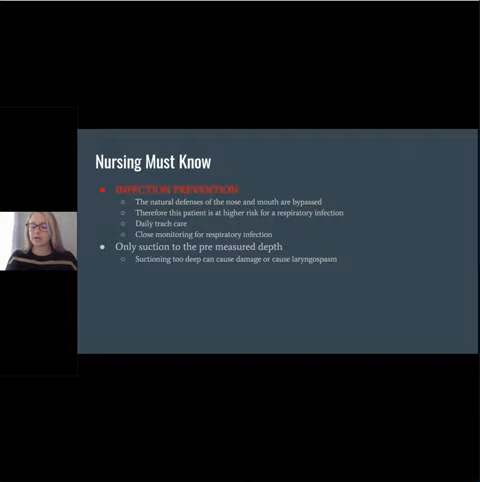 Nursing Must Know
● INFECTION PREVENTION
○ The natural defenses of the nose and mouth are bypassed
○ Therefore this patient is at higher risk for a respiratory infection
○ Daily trach care
○ Close monitoring for respiratory infection
● Only suction to the pre measured depth
○ Suctioning too deep can cause damage or cause laryngospasm